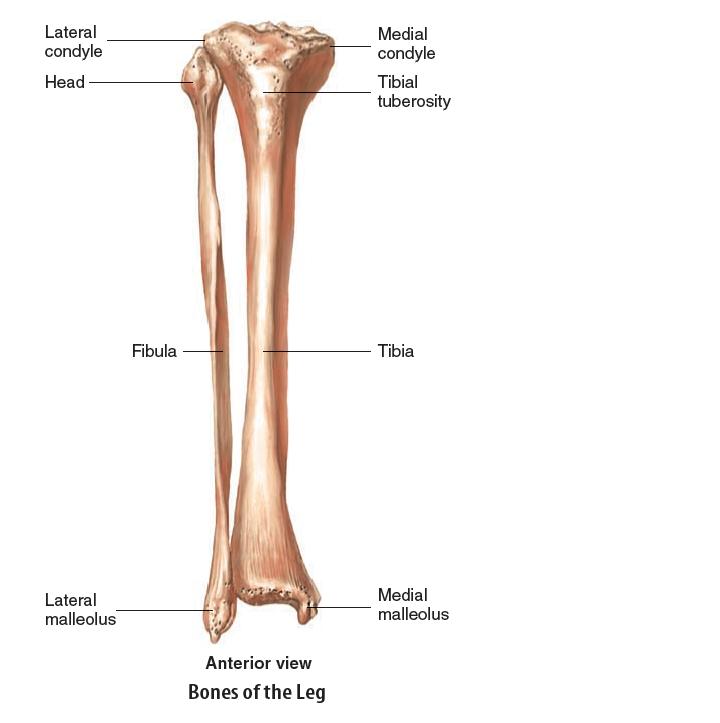 Lateral
condyle
Medial
condyle
Head
Tibial
tuberosity
Fibula
Tibia
Lateral
malleolus
Medial
malleolus
Anterior view
Bones of the Leg